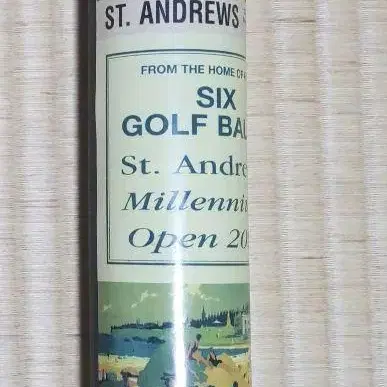 ST. ANDREWS
FROM THE HOME OF
SIX
GOLF BAL
St. Andre
Millenni
Open 20